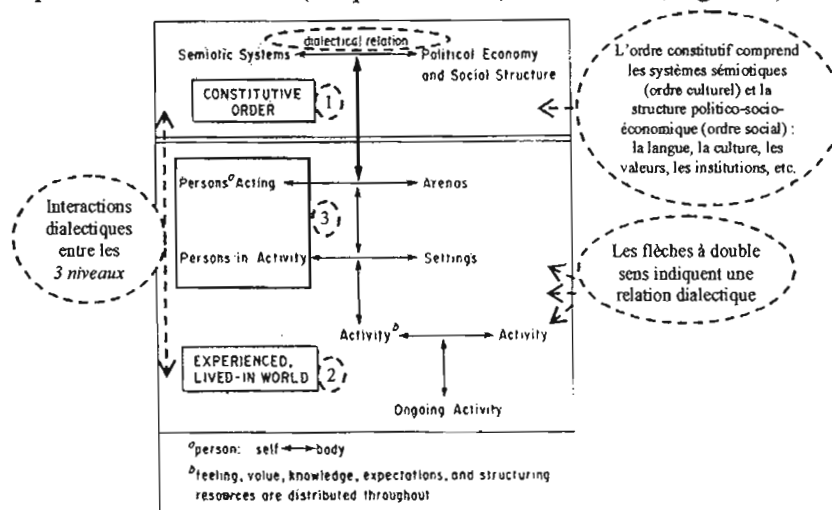 dialectical relation
Semiotic Systems
Political Economy
and Social Structure
CONSTITUTIVE
ORDER
1
L'ordre constitutif comprend
les systèmes sémiotiques
(ordre culturel) et la
structure politico-socio-
économique (ordre social) :
la langue, la culture, les
valeurs, les institutions, etc.
Interactions
dialectiques
entre les
3 niveaux
Persons a Acting
Arenas
3
Persons-in Activity
Settings
Les flèches à double
sens indiquent une
relation dialectique
Activity b
Activity
EXPERIENCED,
LIVED-IN WORLD
2
Ongoing Activity
a person: self body
b feeling, value, knowledge, expectations, and structuring
resources are distributed throughout